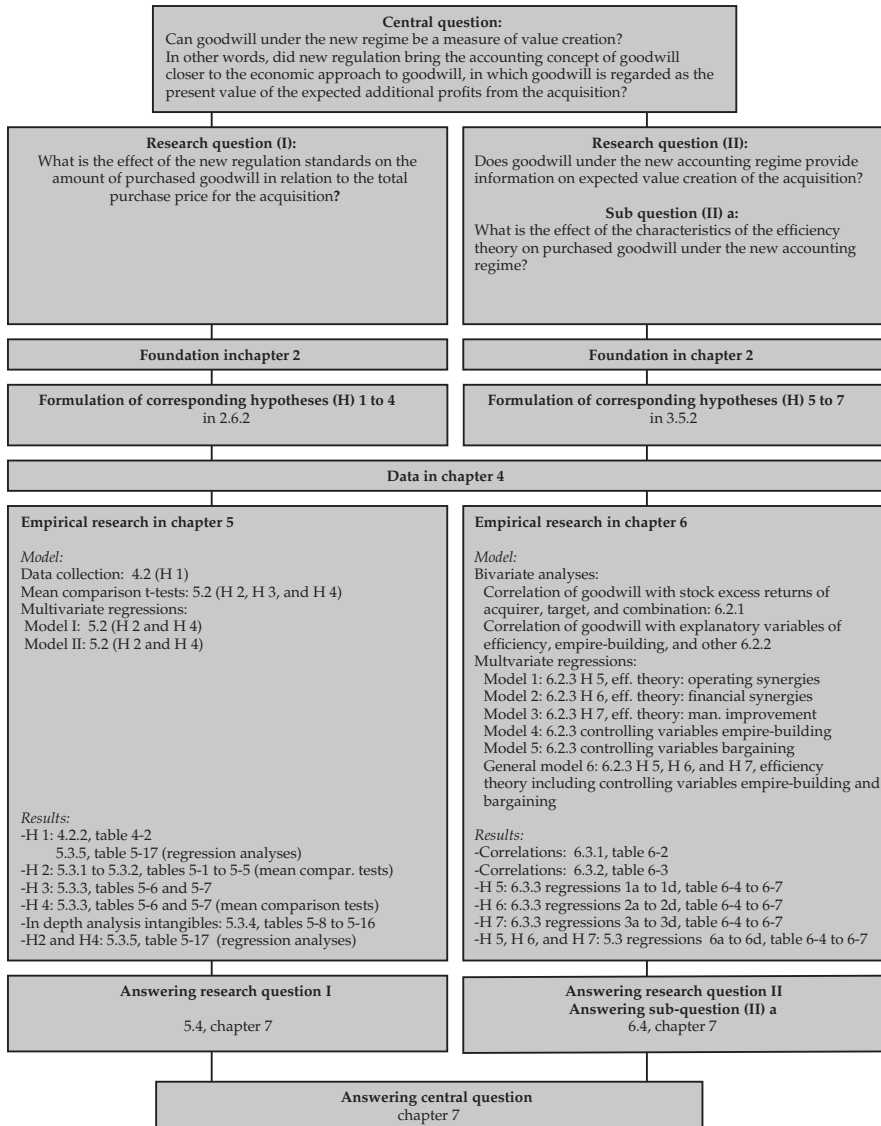 Central question:
Can goodwill under the new regime be a measure of value creation?
In other words, did new regulation bring the accounting concept of goodwill
closer to the economic approach to goodwill, in which goodwill is regarded as the
present value of the expected additional profits from the acquisition?
Research question (I):
What is the effect of the new regulation standards on the
amount of purchased goodwill in relation to the total
purchase price for the acquisition?
Research question (II):
Does goodwill under the new accounting regime provide
information on expected value creation of the acquisition?
Sub question (II) a:
What is the effect of the characteristics of the efficiency
theory on purchased goodwill under the new accounting
regime?
Foundation inchapter 2
Foundation in chapter 2
Formulation of corresponding hypotheses (H) 1 to 4
in 2.6.2
Formulation of corresponding hypotheses (H) 5 to 7
in 3.5.2
Data in chapter 4
Empirical research in chapter 5
Model:
Data collection: 4.2 (H 1)
Mean comparison t-tests: 5.2 (H 2, H 3, and H 4)
Multivariate regressions:
Model I: 5.2 (H 2 and H 4)
Model II: 5.2 (H 2 and H 4)
Results:
-H 1: 4.2.2, table 4-2
5.3.5, table 5-17 (regression analyses)
-H 2: 5.3.1 to 5.3.2, tables 5-1 to 5-5 (mean compar. tests)
-H 3: 5.3.3, tables 5-6 and 5-7
-H 4: 5.3.3, tables 5-6 and 5-7 (mean comparison tests)
-In depth analysis intangibles: 5.3.4, tables 5-8 to 5-16
-H2 and H4: 5.3.5, table 5-17 (regression analyses)
Empirical research in chapter 6
Model:
Bivariate analyses:
Correlation of goodwill with stock excess returns of
acquirer, target, and combination: 6.2.1
Correlation of goodwill with explanatory variables of
efficiency, empire-building, and other 6.2.2
Multvariate regressions:
Model 1: 6.2.3 H 5, eff. theory: operating synergies
Model 2: 6.2.3 H 6, eff. theory: financial synergies
Model 3: 6.2.3 H 7, eff. theory: man. improvement
Model 4: 6.2.3 controlling variables empire-building
Model 5: 6.2.3 controlling variables bargaining
General model 6: 6.2.3 H 5, H 6, and H 7, efficiency
theory including controlling variables empire-building and
bargaining
Results:
-Correlations: 6.3.1, table 6-2
-Correlations: 6.3.2, table 6-3
-H 5: 6.3.3 regressions 1a to 1d, table 6-4 to 6-7
-H 6: 6.3.3 regressions 2a to 2d, table 6-4 to 6-7
-H 7: 6.3.3 regressions 3a to 3d, table 6-4 to 6-7
-H 5, H 6, and H 7: 5.3 regressions 6a to 6d, table 6-4 to 6-7
Answering research question I
5.4, chapter 7
Answering research question II
Answering sub-question (II) a
6.4, chapter 7
Answering central question
chapter 7